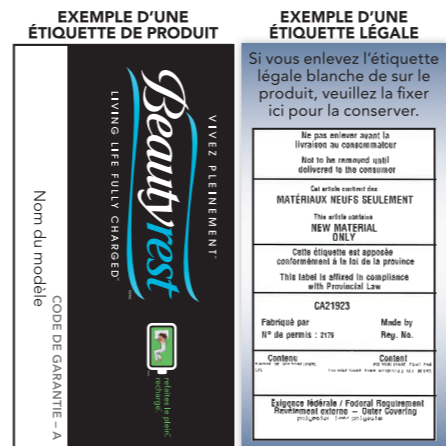 EXEMPLE D'UNE
ÉTIQUETTE DE PRODUIT
VIVEZ PLEINEMENT
Beautyrest
LIVING LIFE FULLY CHARGED
refaites le plein.
recharge.
Nom du modèle
CODE DE GARANTIE – A
EXEMPLE D'UNE
ÉTIQUETTE LÉGALE
Si vous enlevez l'étiquette
légale blanche de sur le
produit, veuillez la fixer
ici pour la conserver.
Ne pas enlever avant la
livraison au consommateur
Not to be removed until
delivered to the consumer
Cet article contient des
MATÉRIAUX NEUFS SEULEMENT
This article contains
NEW MATERIAL
ONLY
Cette étiquette est apposée
conformément à la loi de la province
This label is affixed in compliance
with Provincial Law
CA21923
Fabriqué par Made by
N° de permis : 2179 Reg. No.
Contenu Content
Exigence fédérale / Federal Requirement
Revêtement externe – Outer Covering